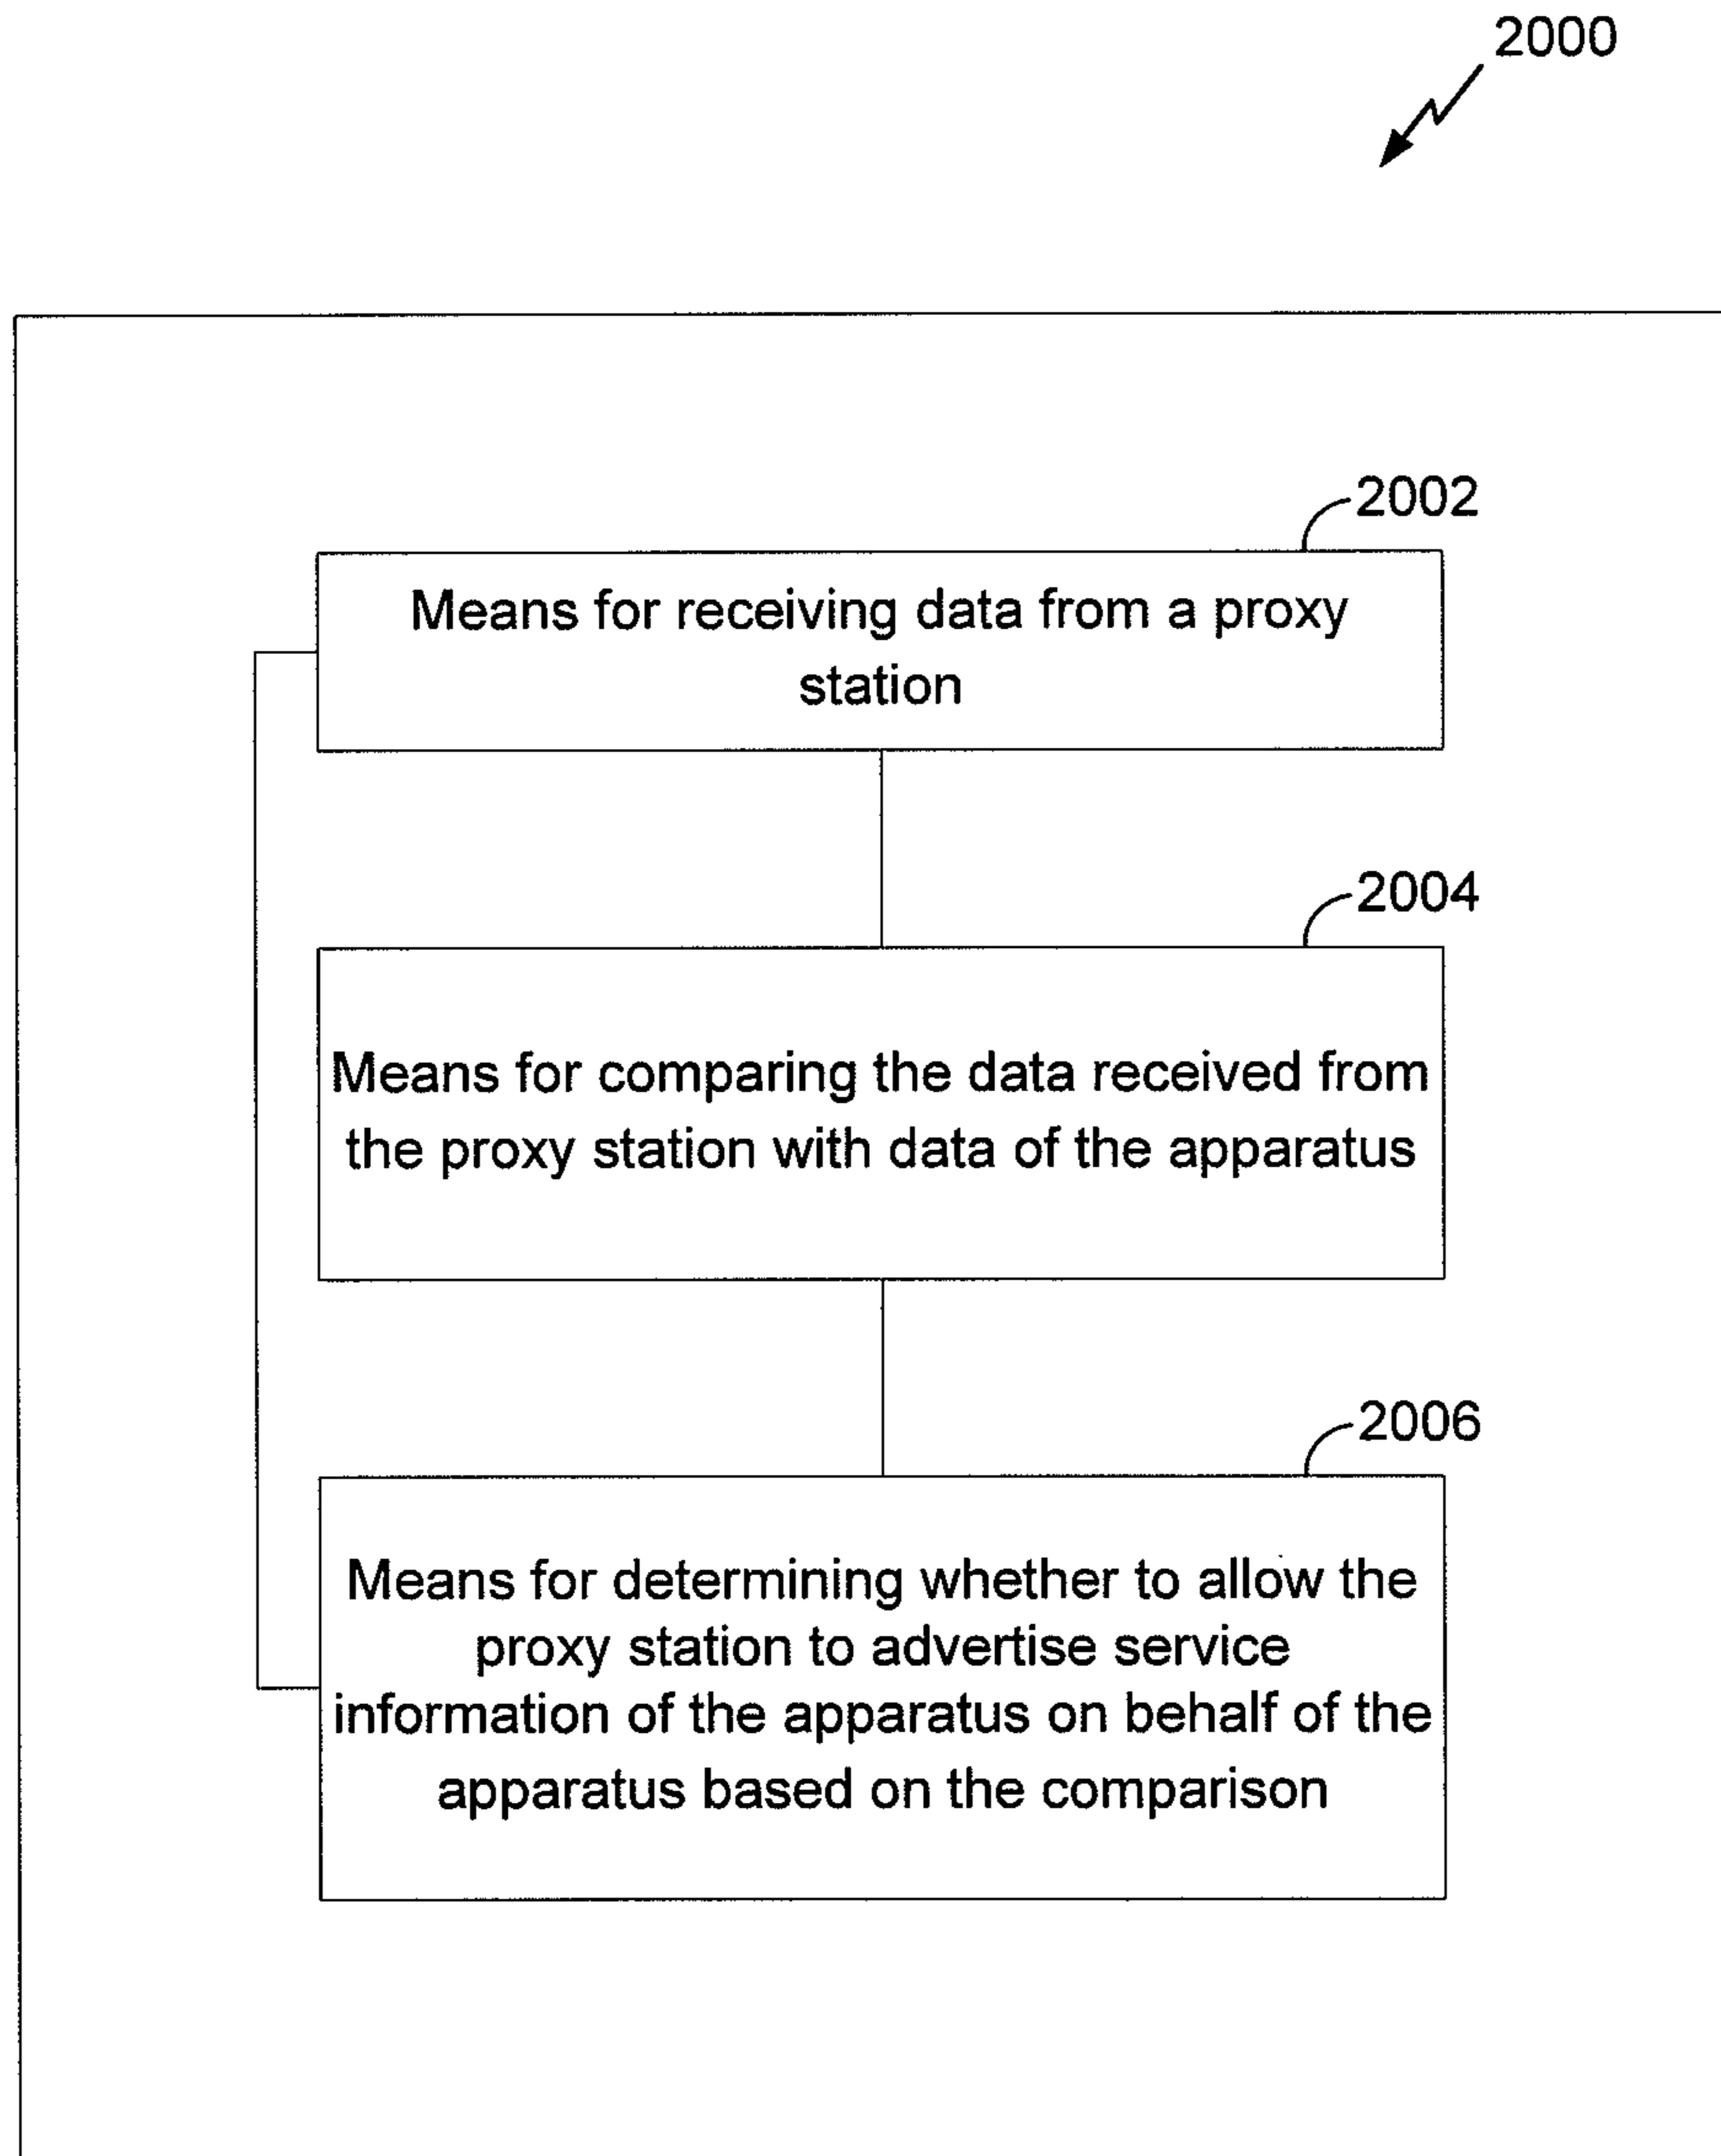 2000
2002
Means for receiving data from a proxy
station
2004
Means for comparing the data received from
the proxy station with data of the apparatus
2006
Means for determining whether to allow the
proxy station to advertise service
information of the apparatus on behalf of the
apparatus based on the comparison